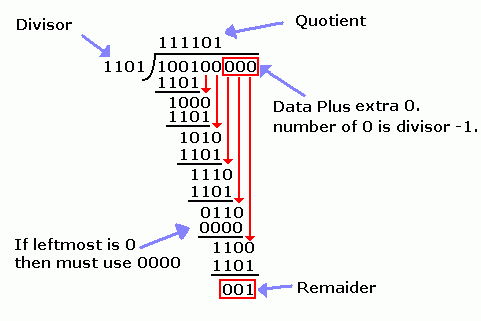 Divisor
Quotient
111101
1101 100100000
1101
1000
1101
1010
1101
1110
1101
0110
0000
1100
1101
001
Data Plus extra 0.
number of 0 is divisor -1.
If leftmost is 0
then must use 0000
Remaider